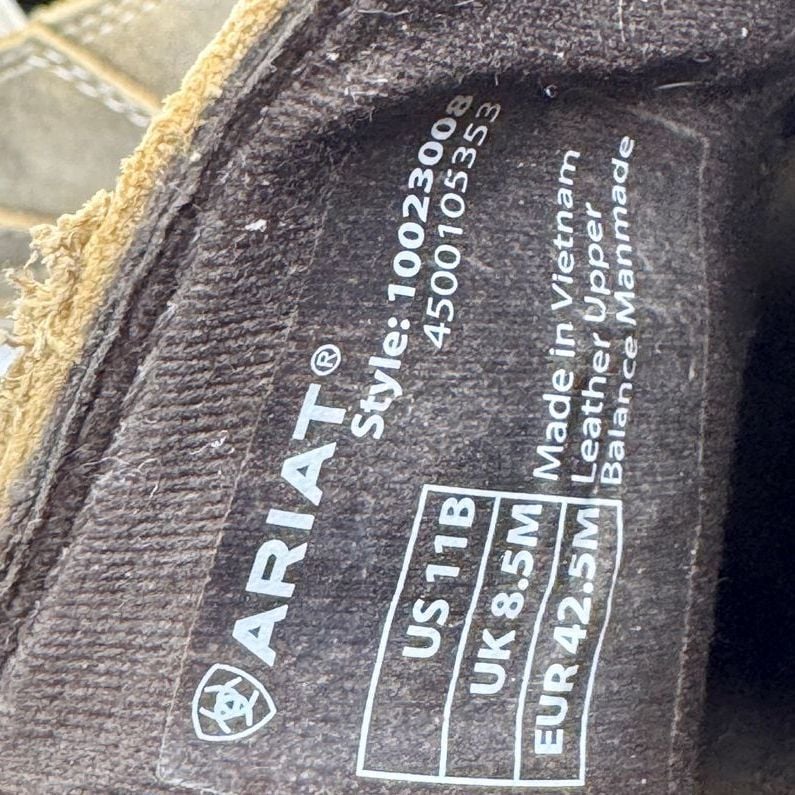 ARIAT®
Style: 10023008
4500105353
US 11B
UK 8.5M
EUR 42.5M
Made in Vietnam
Leather Upper
Balance Manmade